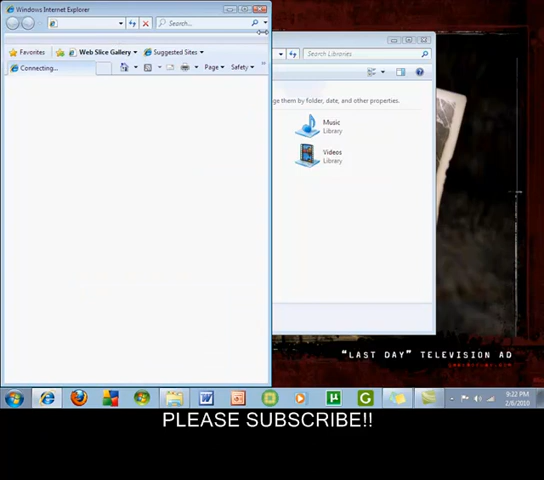 Windows Internet Explorer
Search...
Favorites
Web Slice Gallery
Suggested Sites
Connecting...
Page
Safety
Search Libraries
ge them by folder, date, and other properties.
Music
Library
Videos
Library
"LAST DAY" TELEVISION AD
9:22 PM
2/6/2010
PLEASE SUBSCRIBE!!